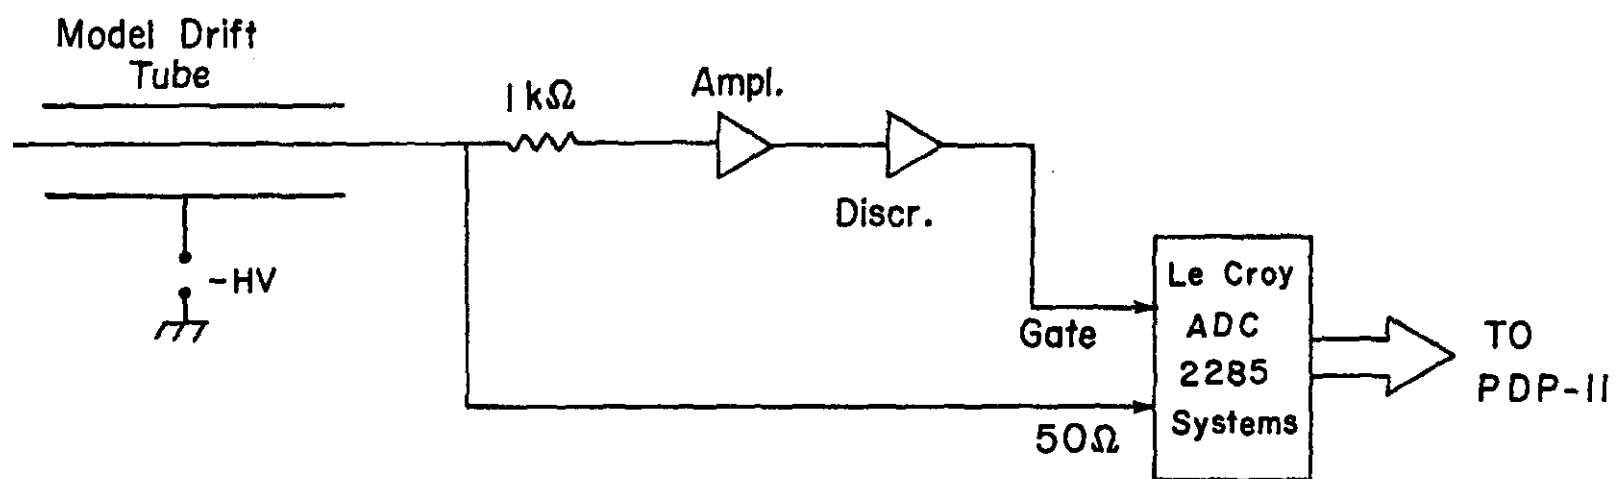 Model Drift
Tube
1 kΩ
Ampl.
Discr.
-HV
Gate
50Ω
Le Croy
ADC
2285
Systems
TO
PDP-11